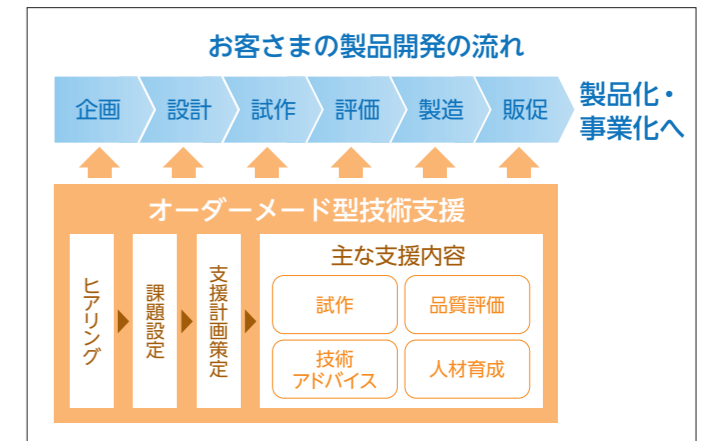 お客さまの製品開発の流れ
企画
設計
試作
評価
製造
販促
製品化・
事業化へ
オーダーメード型技術支援
ヒアリング
課題設定
支援計画策定
主な支援内容
試作
品質評価
技術
アドバイス
人材育成